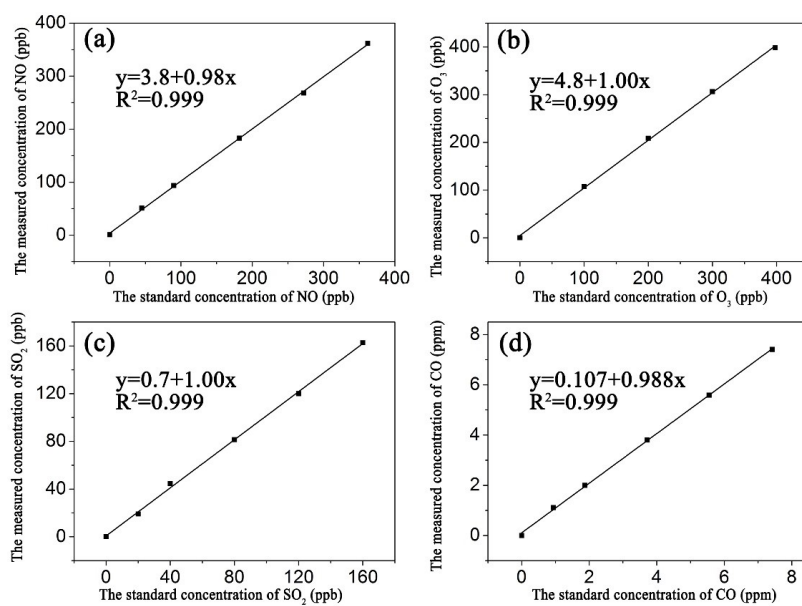 (a)
y=3.8+0.98x
R²=0.999
The measured concentration of NO (ppb)
400
300
200
100
0
0 80 160 240 320 400
The standard concentration of NO (ppb)
(b)
y=4.8+1.00x
R²=0.999
The measured concentration of O₃ (ppb)
400
300
200
100
0
0 100 200 300 400
The standard concentration of O₃ (ppb)
(c)
y=0.7+1.00x
R²=0.999
The measured concentration of SO₂ (ppb)
160
120
80
40
0
0 40 80 120 160
The standard concentration of SO₂ (ppb)
(d)
y=0.107+0.988x
R²=0.999
The measured concentration of CO (ppm)
8
6
4
2
0
0 2 4 6 8
The standard concentration of CO (ppm)